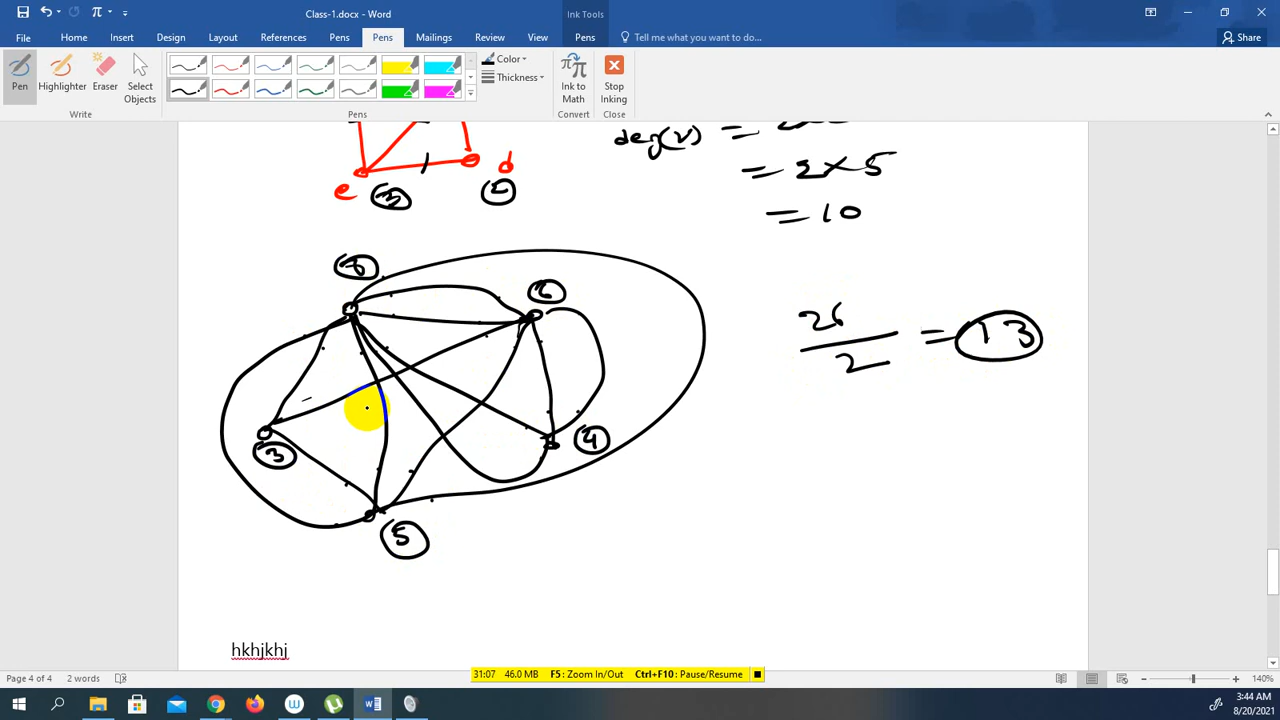 Class-1.docx - Word
Ink Tools
File Home Insert Design Layout References Pens Mailings Review View Pens Tell me what you want to do... Share
Pen
Highlighter
Eraser
Select Objects
Color
Thickness
Ink to Math
Stop Inking
Write Pens Convert Close
deg(v) =
= 2×5
= 10
e 3 2 d
8
6
26/2 = 13
3
4
5
hkhjkhj
31:07 46.0 MB F5: Zoom In/Out Ctrl+F10: Pause/Resume
Page 4 of 4 2 words 140%
3:44 AM
8/20/2021